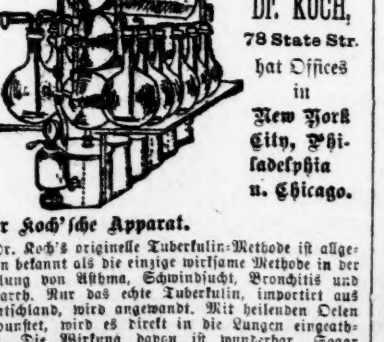 Dr. KOCH,
78 State Str.
hat Offices
in
New York
City, Phi-
ladelphia
u. Chicago.
r Koch'sche Apparat.
r. Koch's originelle Tuberkulin-Methode ist allge-
n bekannt als die einzige wirksame Methode in der
lung von Asthma, Schwindsucht, Bronchitis und
arrh. Nur das echte Tuberkulin, importirt aus
tschland, wird angewandt. Mit heilenden Oelen
unstet, wird es direkt in die Lungen eingeath-
Die Wirkung davon ist wunderbar. Sogar